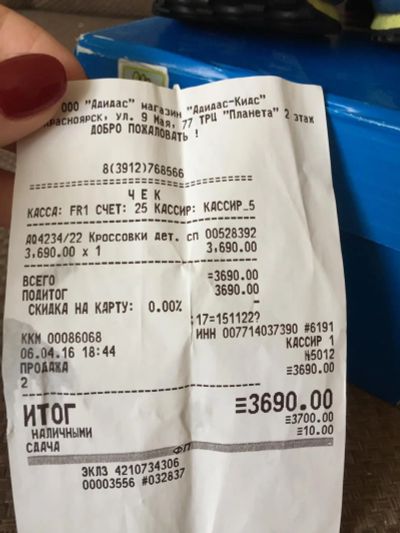 ООО "Адидас" магазин "Адидас-Кидс"
Красноярск, ул. 9 Мая, 77 ТРЦ "Планета" 2 этаж
ДОБРО ПОЖАЛОВАТЬ !
8(3912)768566
ЧЕК
КАССА: FR1 СЧЕТ: 25 КАССИР: КАССИР_5
A04234/22 Кроссовки дет. сп 00528392
3,690.00 x 1 3,690.00
ВСЕГО =3690.00
ПОДИТОГ 3690.00
СКИДКА НА КАРТУ: 0.00% -
;17=151122?
ККМ 00086068 ИНН 007714037390 #6191
06.04.16 18:44 КАССИР 1
ПРОДАЖА №5012
2 ≡3690.00
ИТОГ ≡3690.00
НАЛИЧНЫМИ ≡3700.00
СДАЧА ≡10.00
ФП
ЭКЛЗ 4210734306
00003556 #032837